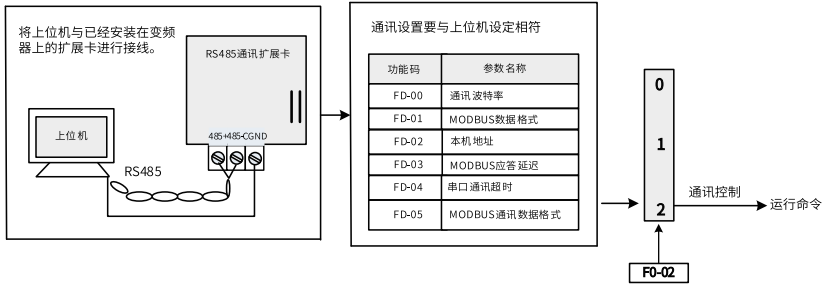 将上位机与已经安装在变频
器上的扩展卡进行接线。
RS485通讯扩展卡
485+485-CGND
上位机
RS485
通讯设置要与上位机设定相符
功能码 参数名称
FD-00 通讯波特率
FD-01 MODBUS数据格式
FD-02 本机地址
FD-03 MODBUS应答延迟
FD-04 串口通讯超时
FD-05 MODBUS通讯数据格式
0
1
2
通讯控制
运行命令
F0-02